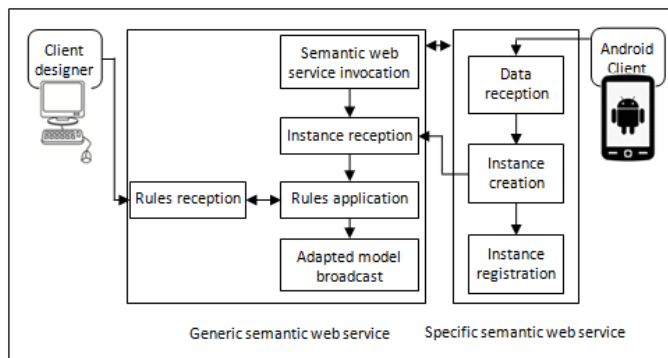 Client
designer
Semantic web
service invocation
Instance reception
Rules reception
Rules application
Adapted model
broadcast
Generic semantic web service
Android
Client
Data
reception
Instance
creation
Instance
registration
Specific semantic web service